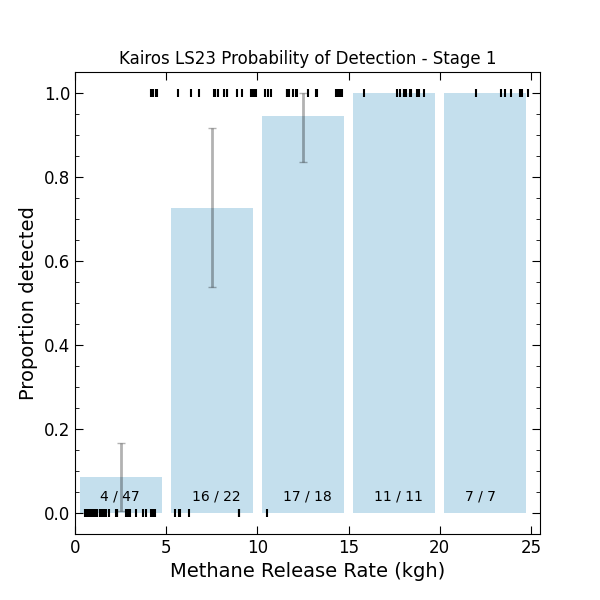 Kairos LS23 Probability of Detection - Stage 1
1.0
0.8
0.6
0.4
0.2
0.0
Proportion detected
4 / 47
16 / 22
17 / 18
11 / 11
7 / 7
0
5
10
15
20
25
Methane Release Rate (kgh)